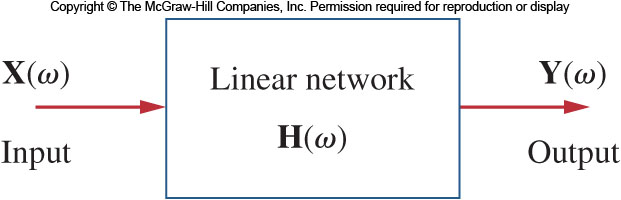 Copyright © The McGraw-Hill Companies, Inc. Permission required for reproduction or display
X(ω)
Linear network
Y(ω)
H(ω)
Input
Output